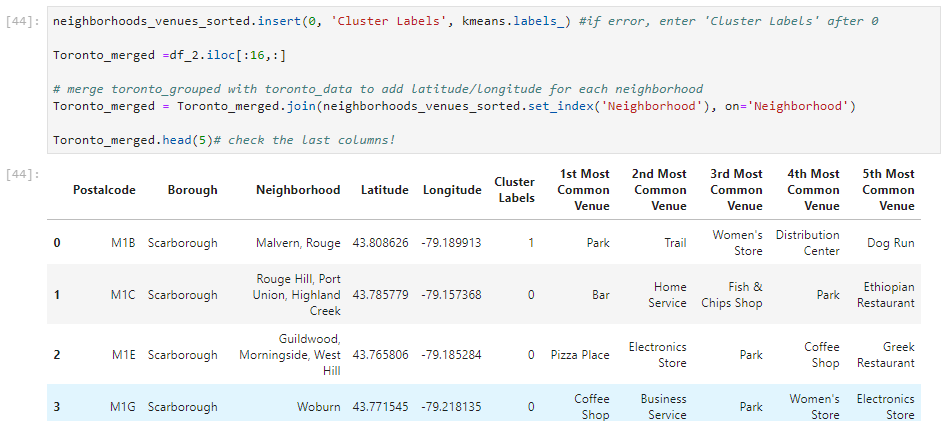 [44]: neighborhoods_venues_sorted.insert(0, 'Cluster Labels', kmeans.labels_) #if error, enter 'Cluster Labels' after 0
Toronto_merged =df_2.iloc[:16,:]
# merge toronto_grouped with toronto_data to add latitude/longitude for each neighborhood
Toronto_merged = Toronto_merged.join(neighborhoods_venues_sorted.set_index('Neighborhood'), on='Neighborhood')
Toronto_merged.head(5)# check the last columns!
[44]:
Postalcode Borough Neighborhood Latitude Longitude Cluster Labels 1st Most Common Venue 2nd Most Common Venue 3rd Most Common Venue 4th Most Common Venue 5th Most Common Venue
0 M1B Scarborough Malvern, Rouge 43.808626 -79.189913 1 Park Trail Women's Store Distribution Center Dog Run
1 M1C Scarborough Rouge Hill, Port Union, Highland Creek 43.785779 -79.157368 0 Bar Home Service Fish & Chips Shop Park Ethiopian Restaurant
2 M1E Scarborough Guildwood, Morningside, West Hill 43.765806 -79.185284 0 Pizza Place Electronics Store Park Coffee Shop Greek Restaurant
3 M1G Scarborough Woburn 43.771545 -79.218135 0 Coffee Shop Business Service Park Women's Store Electronics Store